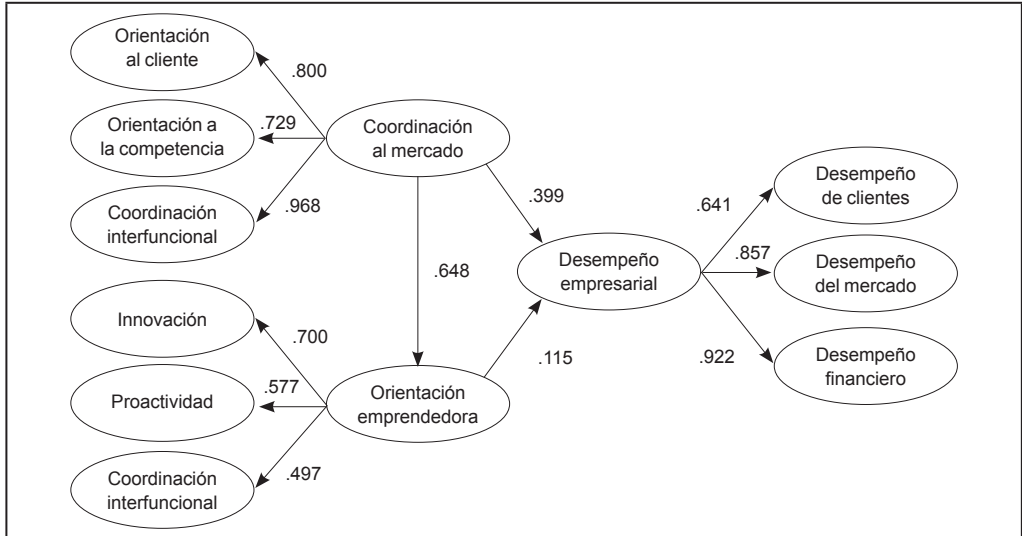 Orientación
al cliente
.800
Orientación a
la competencia
.729
Coordinación
al mercado
Coordinación
interfuncional
.968
.399
.648
Desempeño
empresarial
.641
Desempeño
de clientes
.857
Desempeño
del mercado
.922
Desempeño
financiero
Innovación
.700
Proactividad
.577
Orientación
emprendedora
.115
Coordinación
interfuncional
.497